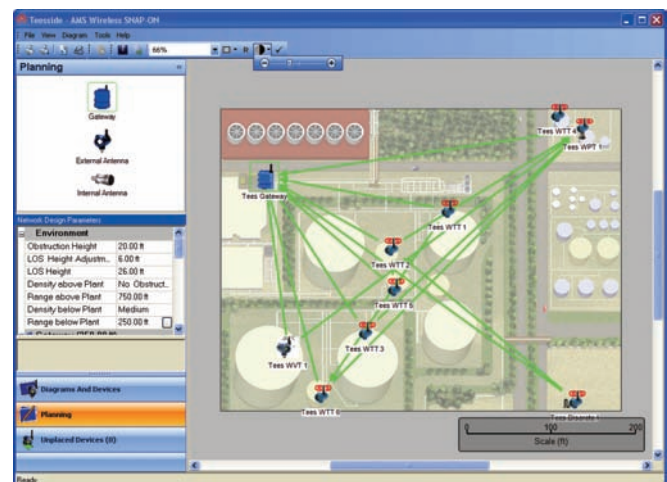 Teesside - AMS Wireless SNAP-ON
File View Diagram Tools Help
66%
R
Planning
Gateway
External Antenna
Internal Antenna
Network Design Parameters
Environment
Obstruction Height 20.00 ft
LOS Height Adjustm.. 6.00 ft
LOS Height 26.00 ft
Density above Plant No Obstruct..
Range above Plant 750.00 ft
Density below Plant Medium
Range below Plant 250.00 ft
Diagrams And Devices
Planning
Unplaced Devices (0)
Ready
Tees WTT 4
Tees WPT 1
Tees Gateway
Tees WTT 1
Tees WTT 2
Tees WTT 5
Tees WTT 3
Tees WVT 1
Tees WTT 6
Tees Discrete 1
0 100 200
Scale (ft)